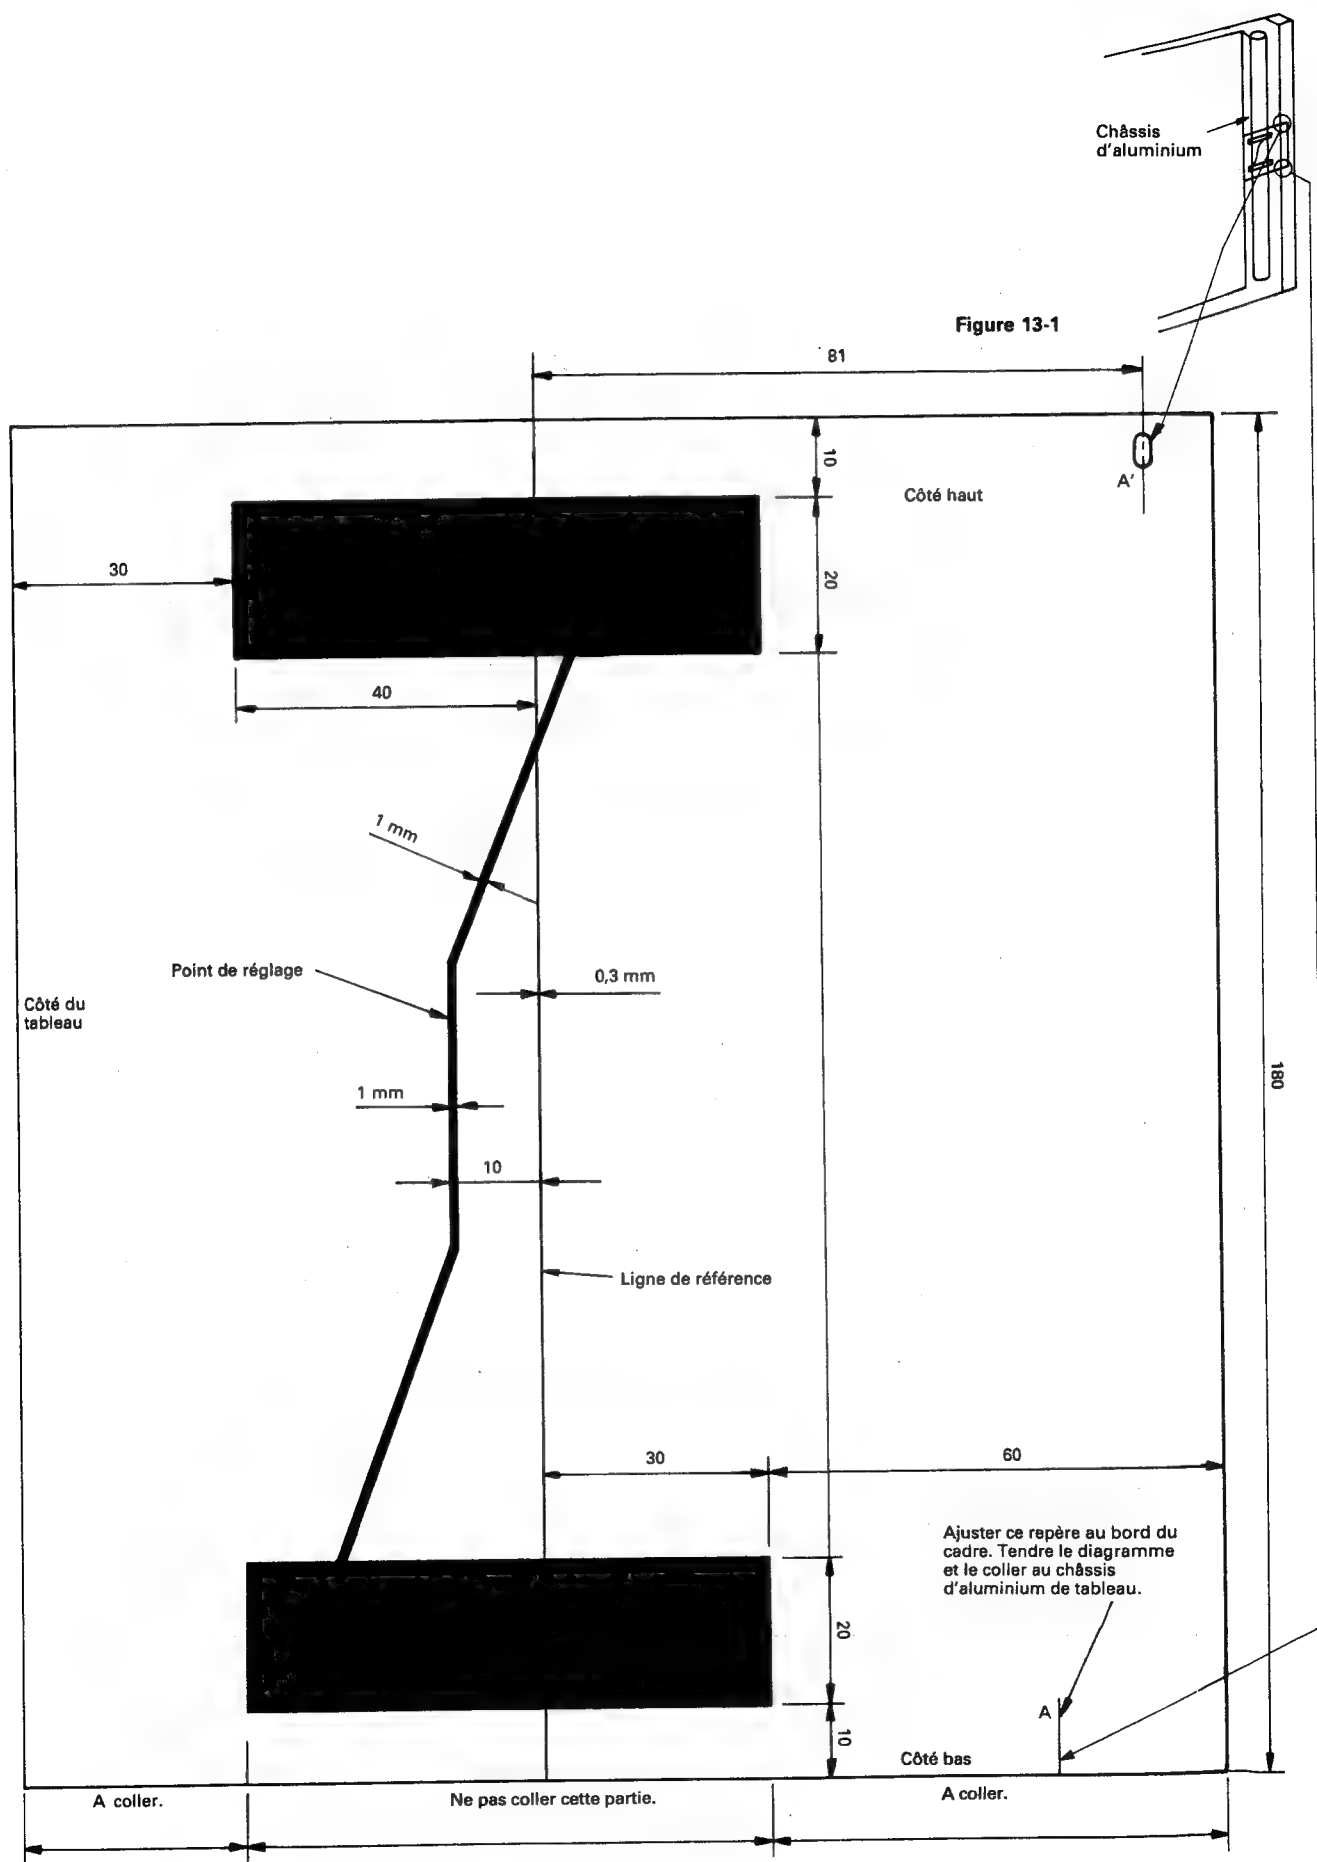 Châssis
d'aluminium
Figure 13-1
81
10
A'
Côté haut
30
20
40
1 mm
Point de réglage
0,3 mm
Côté du
tableau
180
1 mm
10
Ligne de référence
30
60
Ajuster ce repère au bord du
cadre. Tendre le diagramme
et le coller au châssis
d'aluminium de tableau.
20
A
10
Côté bas
A coller.
Ne pas coller cette partie.
A coller.